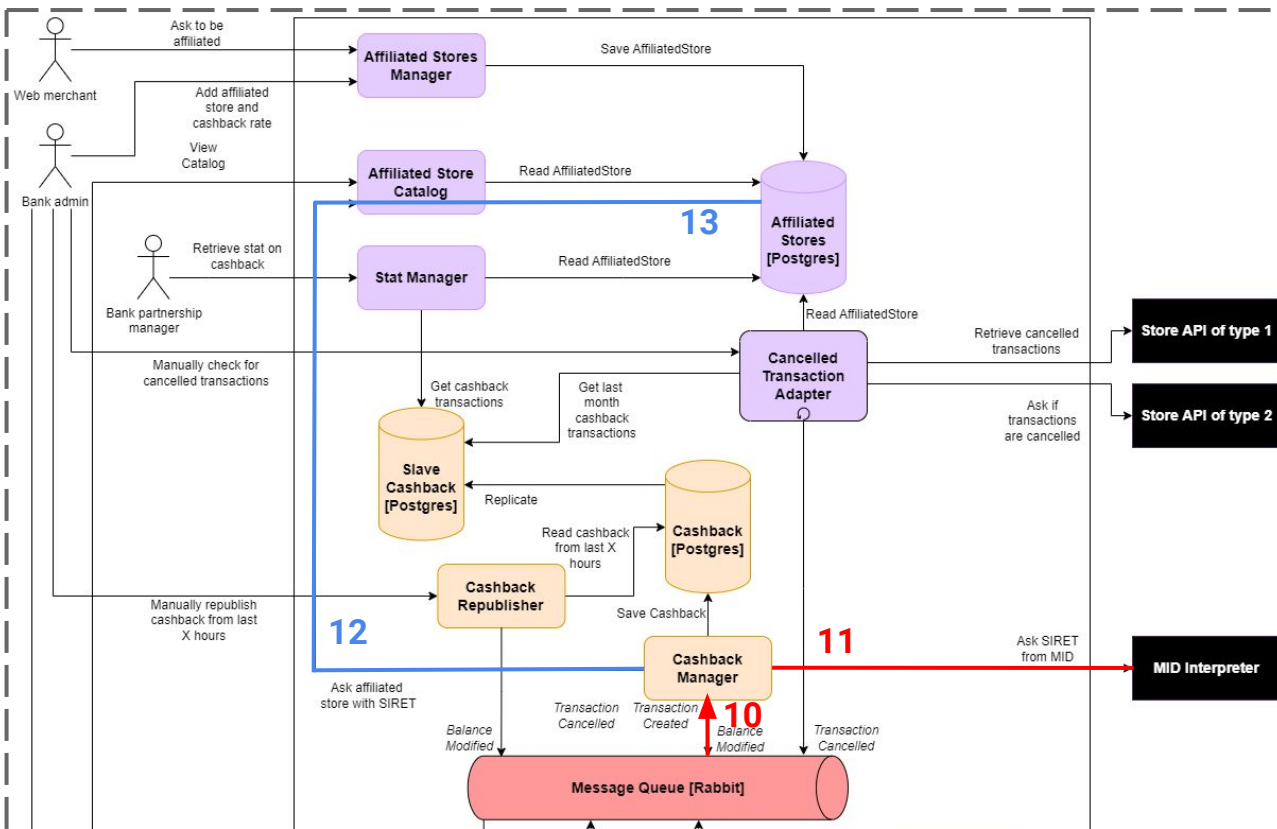 Ask to be
affiliated
Web merchant
Affiliated Stores
Manager
Save AffiliatedStore
Add affiliated
store and
cashback rate
Bank admin
View
Catalog
Affiliated Store
Catalog
Read AffiliatedStore
13
Affiliated
Stores
[Postgres]
Retrieve stat on
cashback
Bank partnership
manager
Stat Manager
Read AffiliatedStore
Read AffiliatedStore
Manually check for
cancelled transactions
Cancelled
Transaction
Adapter
Retrieve cancelled
transactions
Store API of type 1
Ask if
transactions
are cancelled
Store API of type 2
Get cashback
transactions
Get last
month
cashback
transactions
Slave
Cashback
[Postgres]
Replicate
Cashback
[Postgres]
Read cashback
from last X
hours
Manually republish
cashback from last
X hours
Cashback
Republisher
Save Cashback
12
11
Cashback
Manager
Ask SIRET
from MID
MID Interpreter
Ask affiliated
store with SIRET
Transaction
Cancelled
Transaction
Created
10
Balance
Modified
Balance
Modified
Transaction
Cancelled
Message Queue [Rabbit]